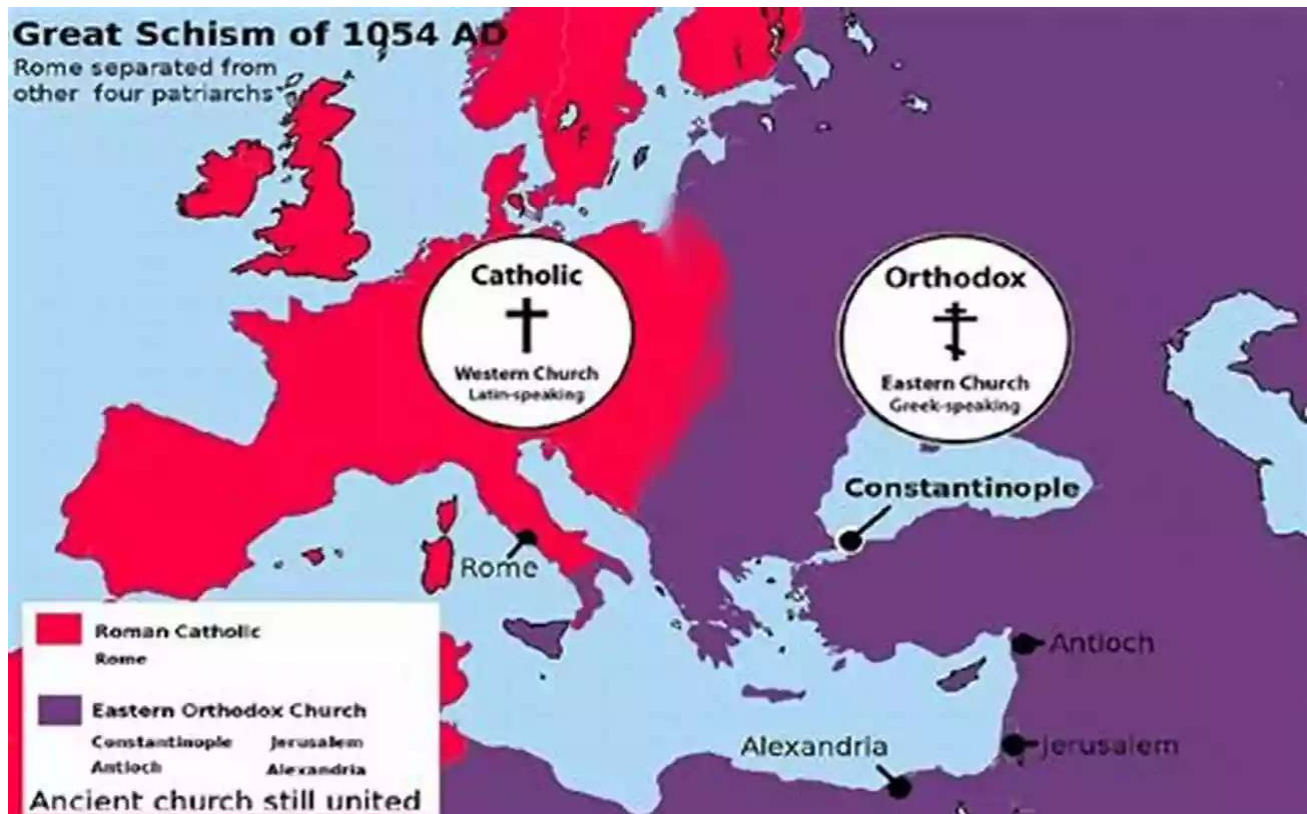 Great Schism of 1054 AD
Rome separated from
other four patriarchs
Catholic
Western Church
Latin-speaking
Orthodox
Eastern Church
Greek-speaking
Constantinople
Rome
Antioch
Jerusalem
Alexandria
Roman Catholic
Rome
Eastern Orthodox Church
Constantinople Jerusalem
Antioch Alexandria
Ancient church still united